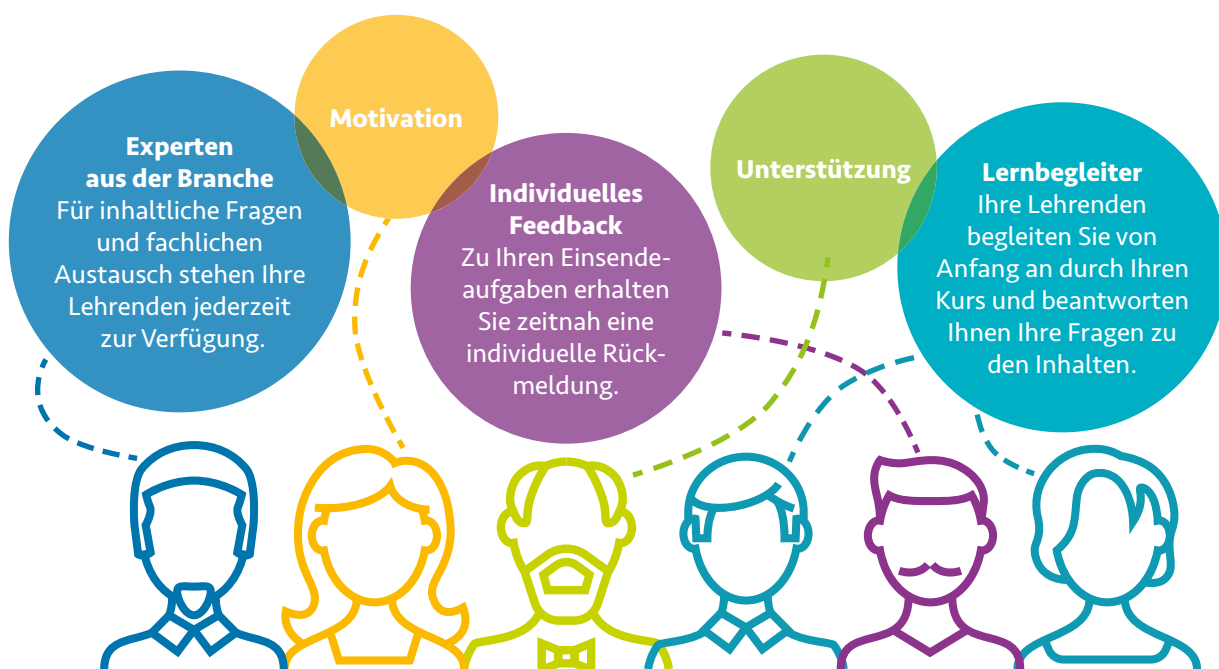 Experten
aus der Branche
Für inhaltliche Fragen
und fachlichen
Austausch stehen Ihre
Lehrenden jederzeit
zur Verfügung.
Motivation
Individuelles
Feedback
Zu Ihren Einsende-
aufgaben erhalten
Sie zeitnah eine
individuelle Rück-
meldung.
Unterstützung
Lernbegleiter
Ihre Lehrenden
begleiten Sie von
Anfang an durch Ihren
Kurs und beantworten
Ihnen Ihre Fragen zu
den Inhalten.